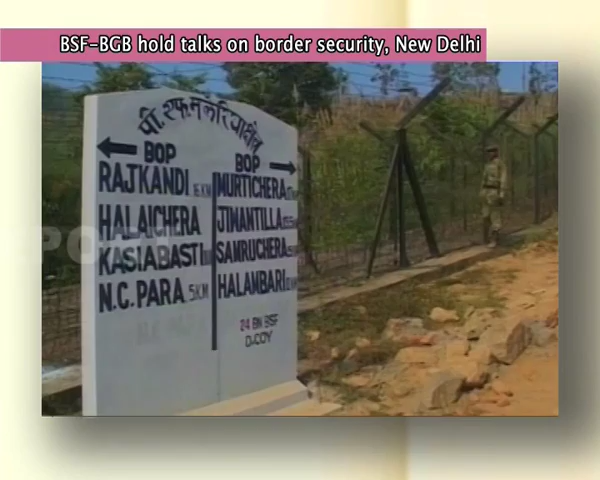 BSF-BGB hold talks on border security, New Delhi
BOP
BOP
RAJKANDI
MURTICHERA
HALAICHERA
JIMANTILLA
KASIABASTI
SAMRUCHERA
N.C. PARA 5KM
HALAMBARI
24 BN BSF
D COY